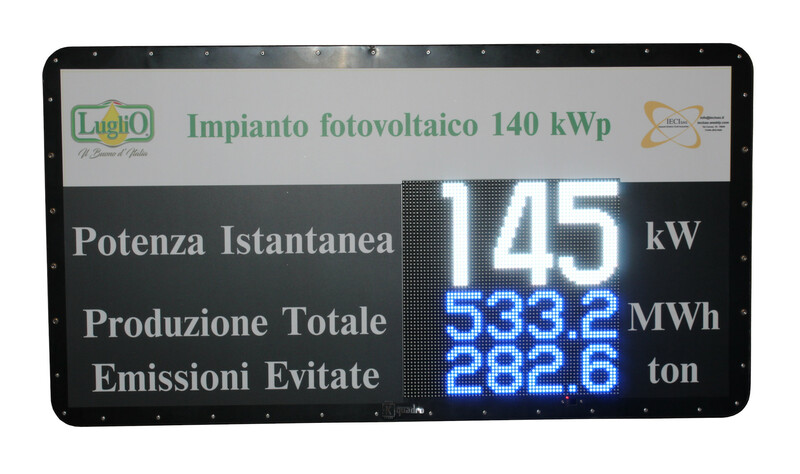 LugliO
Il Buono d'Italia
Impianto fotovoltaico 140 kWp
Potenza Istantanea 145 kW
Produzione Totale 533.2 MWh
Emissioni Evitate 282.6 ton